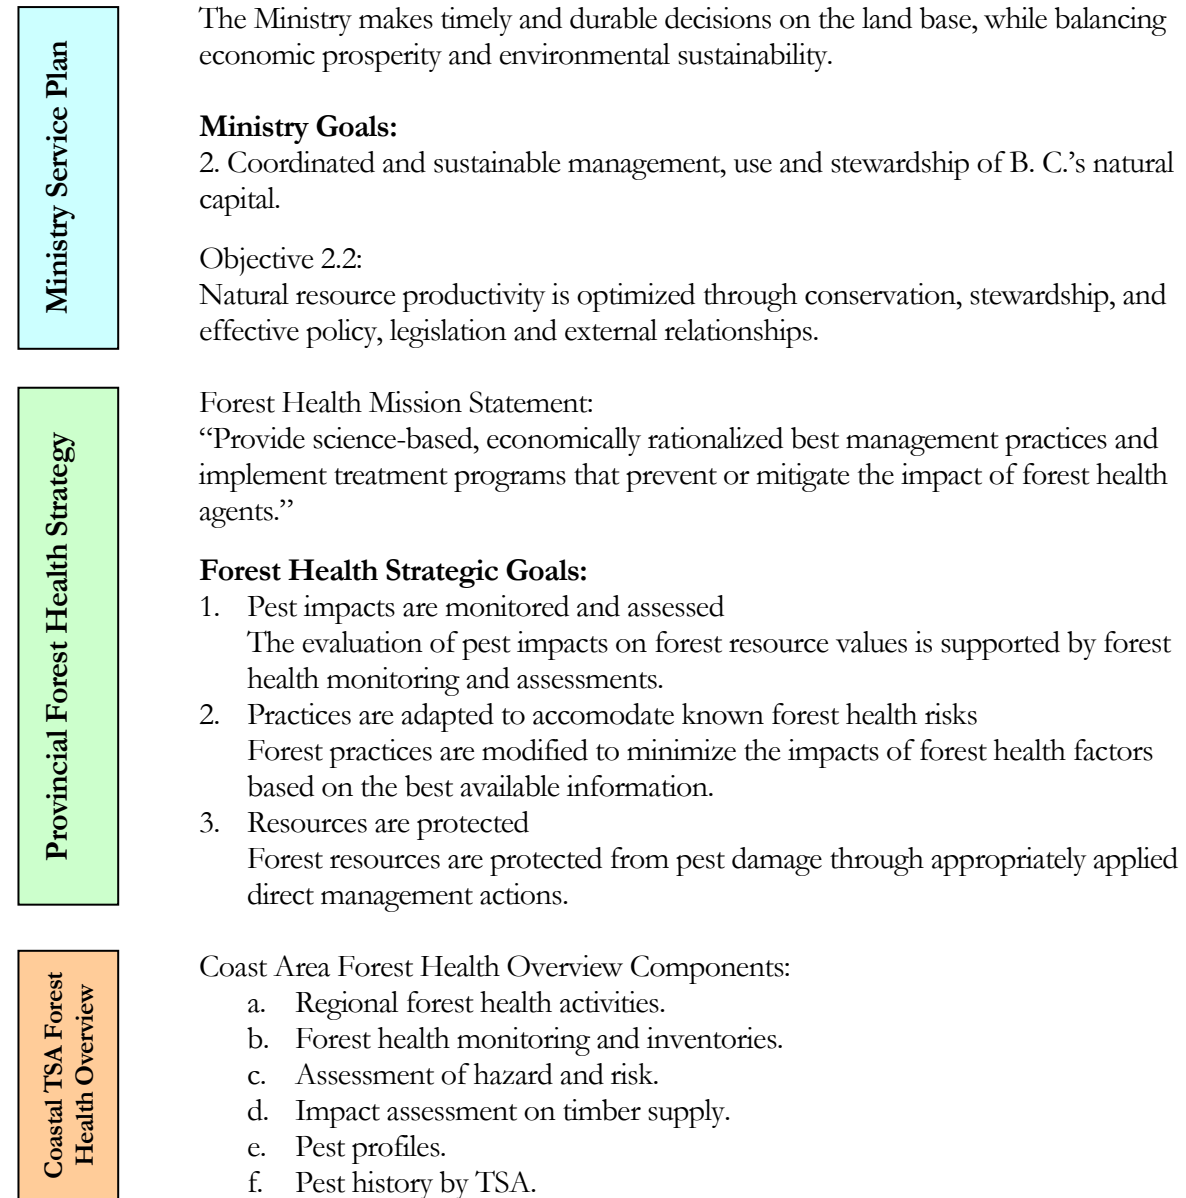 Ministry Service Plan
The Ministry makes timely and durable decisions on the land base, while balancing
economic prosperity and environmental sustainability.
Ministry Goals:
2. Coordinated and sustainable management, use and stewardship of B. C.’s natural
capital.
Objective 2.2:
Natural resource productivity is optimized through conservation, stewardship, and
effective policy, legislation and external relationships.
Provincial Forest Health Strategy
Forest Health Mission Statement:
“Provide science-based, economically rationalized best management practices and
implement treatment programs that prevent or mitigate the impact of forest health
agents.”
Forest Health Strategic Goals:
1. Pest impacts are monitored and assessed
The evaluation of pest impacts on forest resource values is supported by forest
health monitoring and assessments.
2. Practices are adapted to accomodate known forest health risks
Forest practices are modified to minimize the impacts of forest health factors
based on the best available information.
3. Resources are protected
Forest resources are protected from pest damage through appropriately applied
direct management actions.
Coastal TSA Forest
Health Overview
Coast Area Forest Health Overview Components:
a. Regional forest health activities.
b. Forest health monitoring and inventories.
c. Assessment of hazard and risk.
d. Impact assessment on timber supply.
e. Pest profiles.
f. Pest history by TSA.